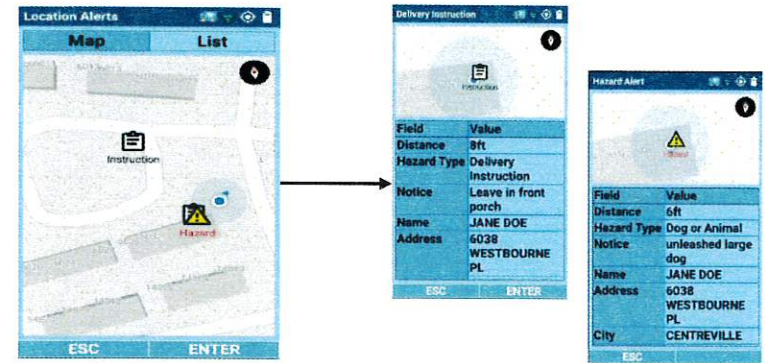 Location Alerts
Map List
Instruction
Hazard
ESC ENTER
Delivery Instruction
Instruction
Field Value
Distance 8ft
Hazard Type Delivery
Instruction
Notice Leave in front
porch
Name JANE DOE
Address 6038
WESTBOURNE
PL
ESC ENTER
Hazard Alert
Hazard
Field Value
Distance 6ft
Hazard Type Dog or Animal
Notice unleashed large
dog
Name JANE DOE
Address 6038
WESTBOURNE
PL
City CENTREVILLE
ESC